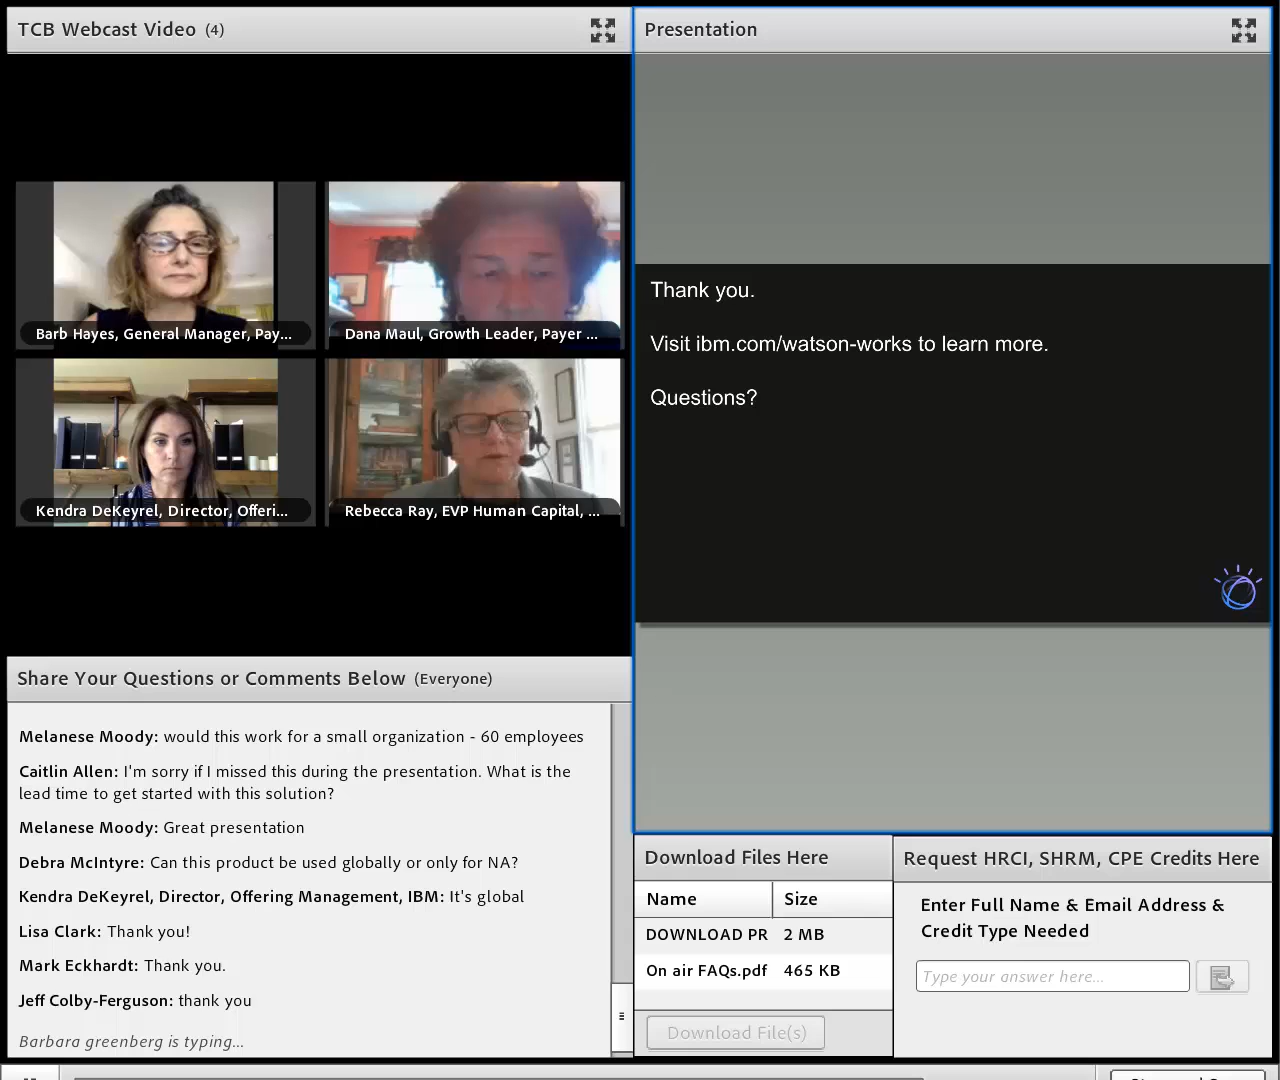 TCB Webcast Video (4)
Presentation
Barb Hayes, General Manager, Pay...
Dana Maul, Growth Leader, Payer ...
Kendra DeKeyrel, Director, Offeri...
Rebecca Ray, EVP Human Capital, ...
Thank you.
Visit ibm.com/watson-works to learn more.
Questions?
Share Your Questions or Comments Below (Everyone)
Melanese Moody: would this work for a small organization - 60 employees
Caitlin Allen: I'm sorry if I missed this during the presentation. What is the
lead time to get started with this solution?
Melanese Moody: Great presentation
Debra McIntyre: Can this product be used globally or only for NA?
Kendra DeKeyrel, Director, Offering Management, IBM: It's global
Lisa Clark: Thank you!
Mark Eckhardt: Thank you.
Jeff Colby-Ferguson: thank you
Barbara greenberg is typing...
Download Files Here
Name Size
DOWNLOAD PR 2 MB
On air FAQs.pdf 465 KB
Download File(s)
Request HRCI, SHRM, CPE Credits Here
Enter Full Name & Email Address &
Credit Type Needed
Type your answer here...